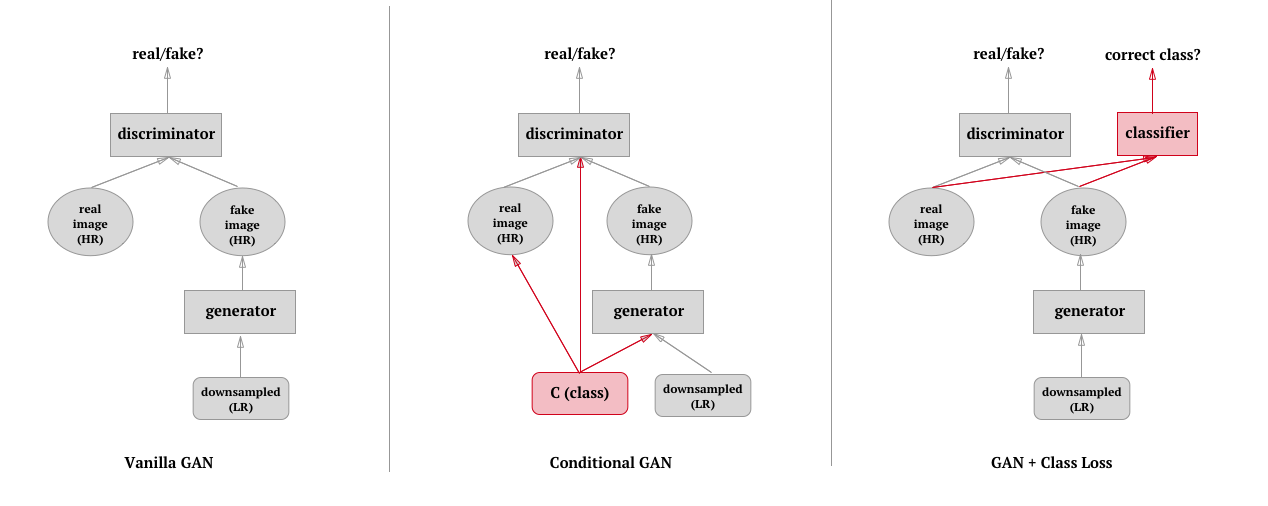 real/fake?
discriminator
real
image
(HR)
fake
image
(HR)
generator
downsampled
(LR)
Vanilla GAN
real/fake?
discriminator
real
image
(HR)
fake
image
(HR)
generator
C (class)
downsampled
(LR)
Conditional GAN
real/fake?
correct class?
discriminator
classifier
real
image
(HR)
fake
image
(HR)
generator
downsampled
(LR)
GAN + Class Loss